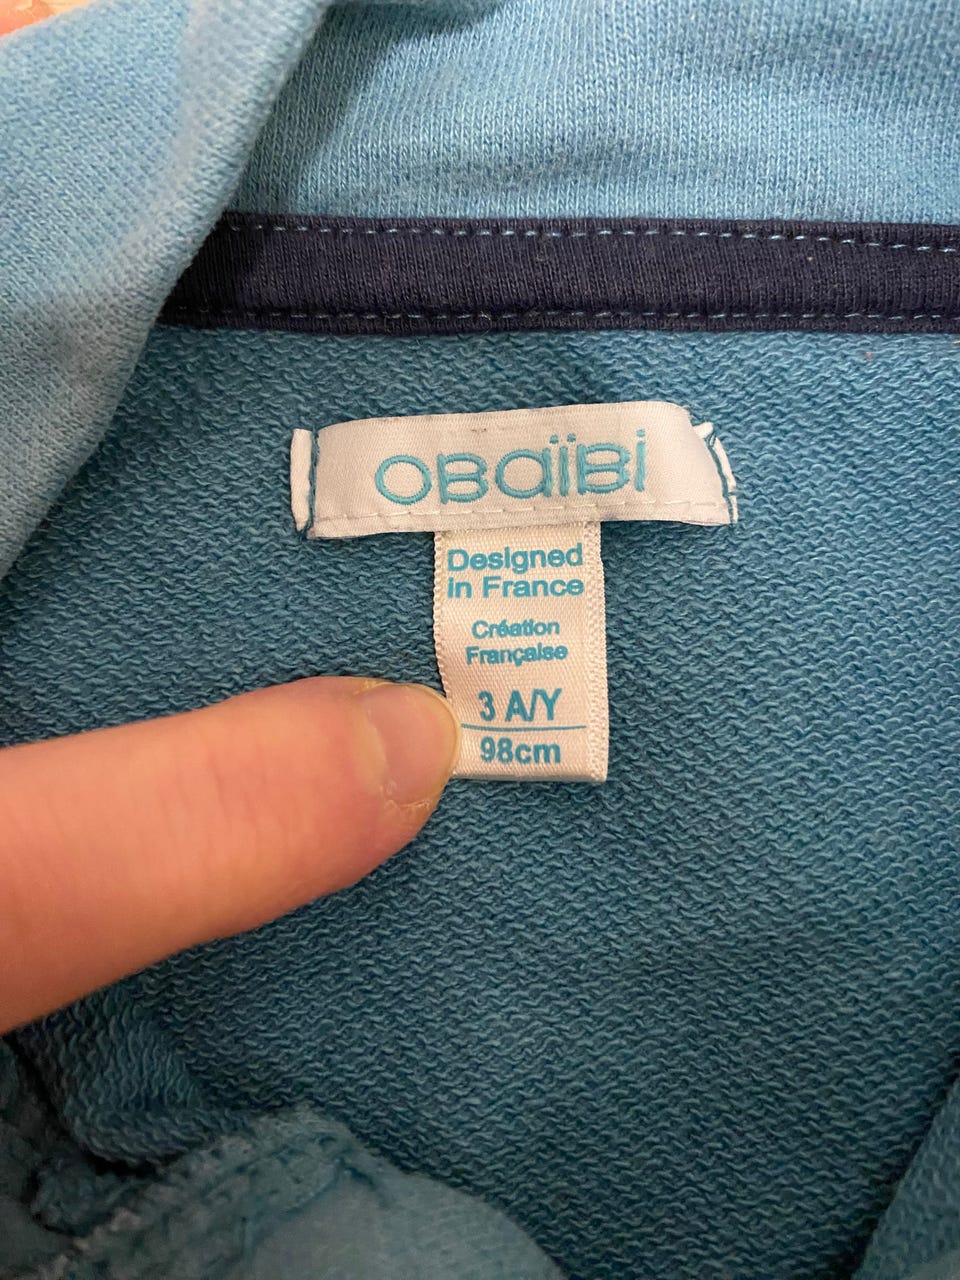 OBaïBi
Designed
in France
Création
Française
3 A/Y
98cm